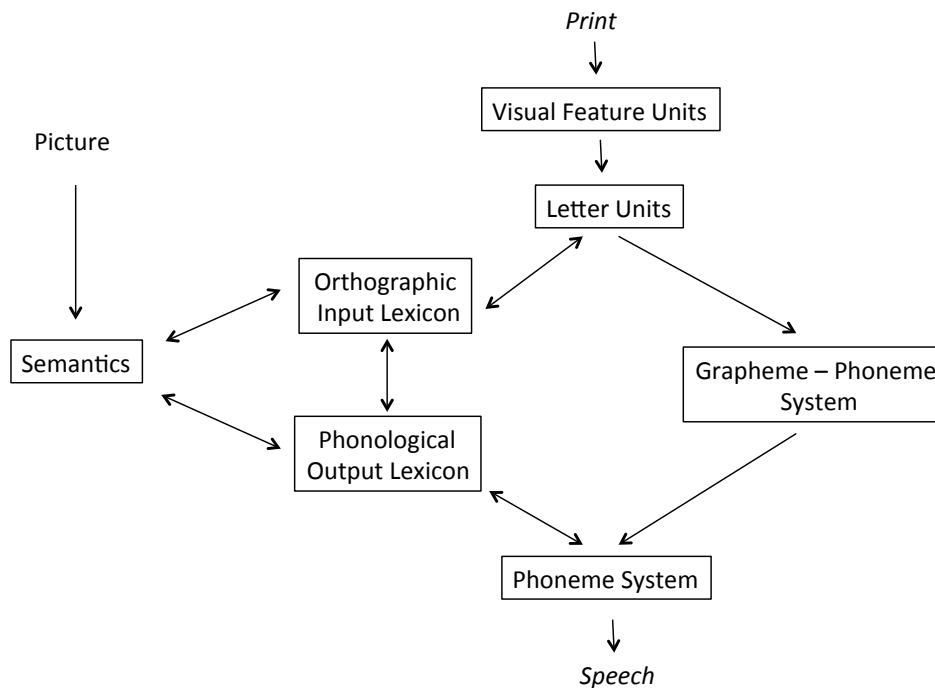 Print
Visual Feature Units
Picture
Letter Units
Orthographic
Input Lexicon
Semantics
Grapheme – Phoneme
System
Phonological
Output Lexicon
Phoneme System
Speech